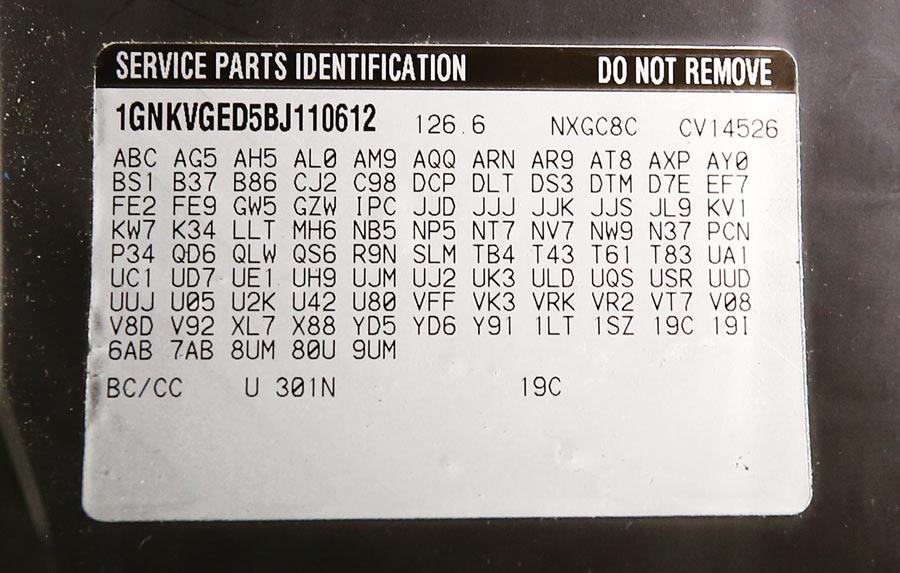 SERVICE PARTS IDENTIFICATION DO NOT REMOVE
1GNKVGED5BJ110612 126.6 NXGC8C CV14526
ABC AG5 AH5 AL0 AM9 AQQ ARN AR9 AT8 AXP AY0
BS1 B37 B86 CJ2 C98 DCP DLT DS3 DTM D7E EF7
FE2 FE9 GW5 GZW IPC JJD JJJ JJK JJS JL9 KV1
KW7 K34 LLT MH6 NB5 NP5 NT7 NV7 NW9 N37 PCN
P34 QD6 QLW QS6 R9N SLM TB4 T43 T61 T83 UA1
UC1 UD7 UE1 UH9 UJM UJ2 UK3 ULD UQS USR UUD
UUJ U05 U2K U42 U80 VFF VK3 VRK VR2 VT7 V08
V8D V92 XL7 X88 YD5 YD6 Y91 1LT 1SZ 19C 19I
6AB 7AB 8UM 80U 9UM
BC/CC U 301N 19C